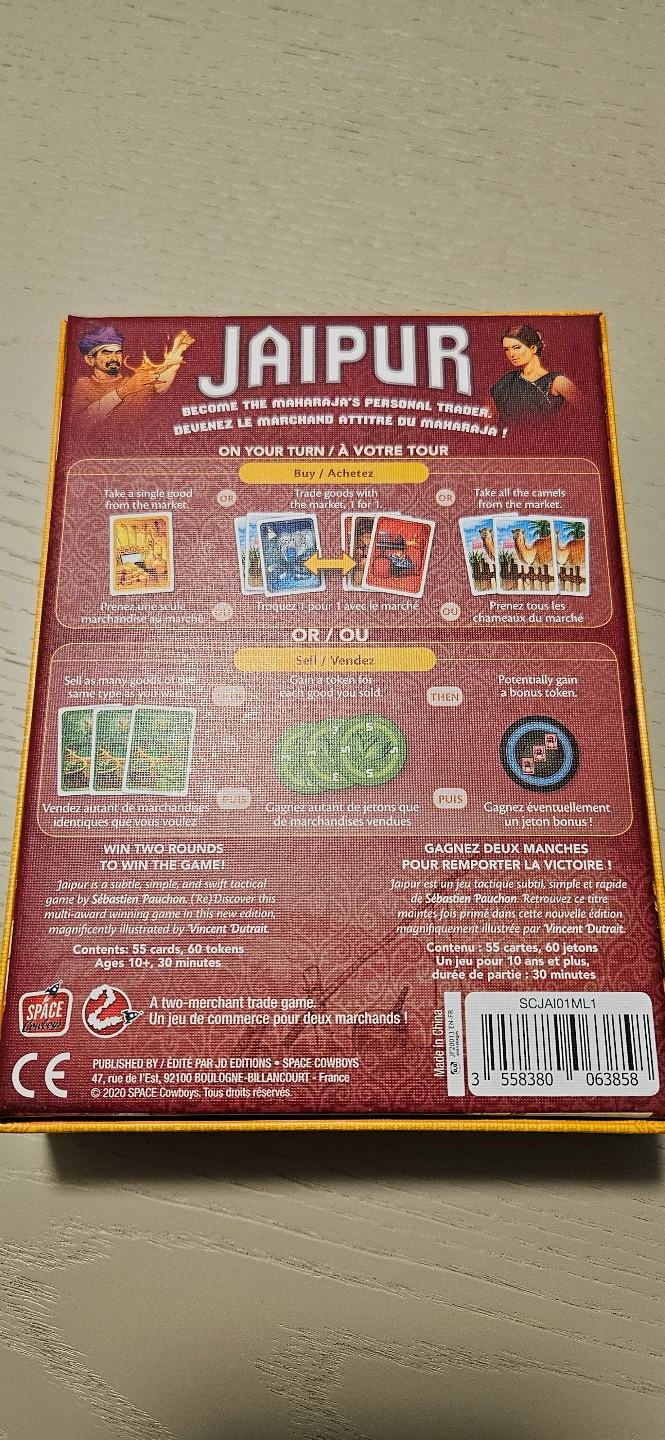 JAIPUR
BECOME THE MAHARAJA'S PERSONAL TRADER.
DEVENEZ LE MARCHAND ATTITRÉ DU MAHARAJA !
ON YOUR TURN / À VOTRE TOUR
Buy / Achetez
Take a single good
from the market.
OR
Trade goods with
the market, 1 for 1.
OR
Take all the camels
from the market.
Prenez une seule
marchandise au marché
OU
Troquez 1 pour 1 avec le marché
OU
Prenez tous les
chameaux du marché
OR / OU
Sell / Vendez
Sell as many goods of the
same type as you want.
Gain a token for
each good you sold.
THEN
Potentially gain
a bonus token.
5
5
5
Vendez autant de marchandises
identiques que vous voulez
PUIS
Gagnez autant de jetons que
de marchandises vendues
PUIS
Gagnez éventuellement
un jeton bonus !
WIN TWO ROUNDS
TO WIN THE GAME!
Jaipur is a subtle, simple, and swift tactical
game by Sébastien Pauchon. (Re)Discover this
multi-award winning game in this new edition,
magnificently illustrated by Vincent Dutrait.
Contents: 55 cards, 60 tokens
Ages 10+, 30 minutes
GAGNEZ DEUX MANCHES
POUR REMPORTER LA VICTOIRE !
Jaipur est un jeu tactique subtil, simple et rapide
de Sébastien Pauchon. Retrouvez ce titre
maintes fois primé dans cette nouvelle édition
magnifiquement illustrée par Vincent Dutrait.
Contenu : 55 cartes, 60 jetons
Un jeu pour 10 ans et plus,
durée de partie : 30 minutes
SPACE
Cowboys
A two-merchant trade game.
Un jeu de commerce pour deux marchands !
CE
PUBLISHED BY / ÉDITÉ PAR JD EDITIONS • SPACE COWBOYS
47, rue de l'Est, 92100 BOULOGNE-BILLANCOURT - France
© 2020 SPACE Cowboys. Tous droits réservés.
Made in China
SCJAI01ML1
3 558380 063858